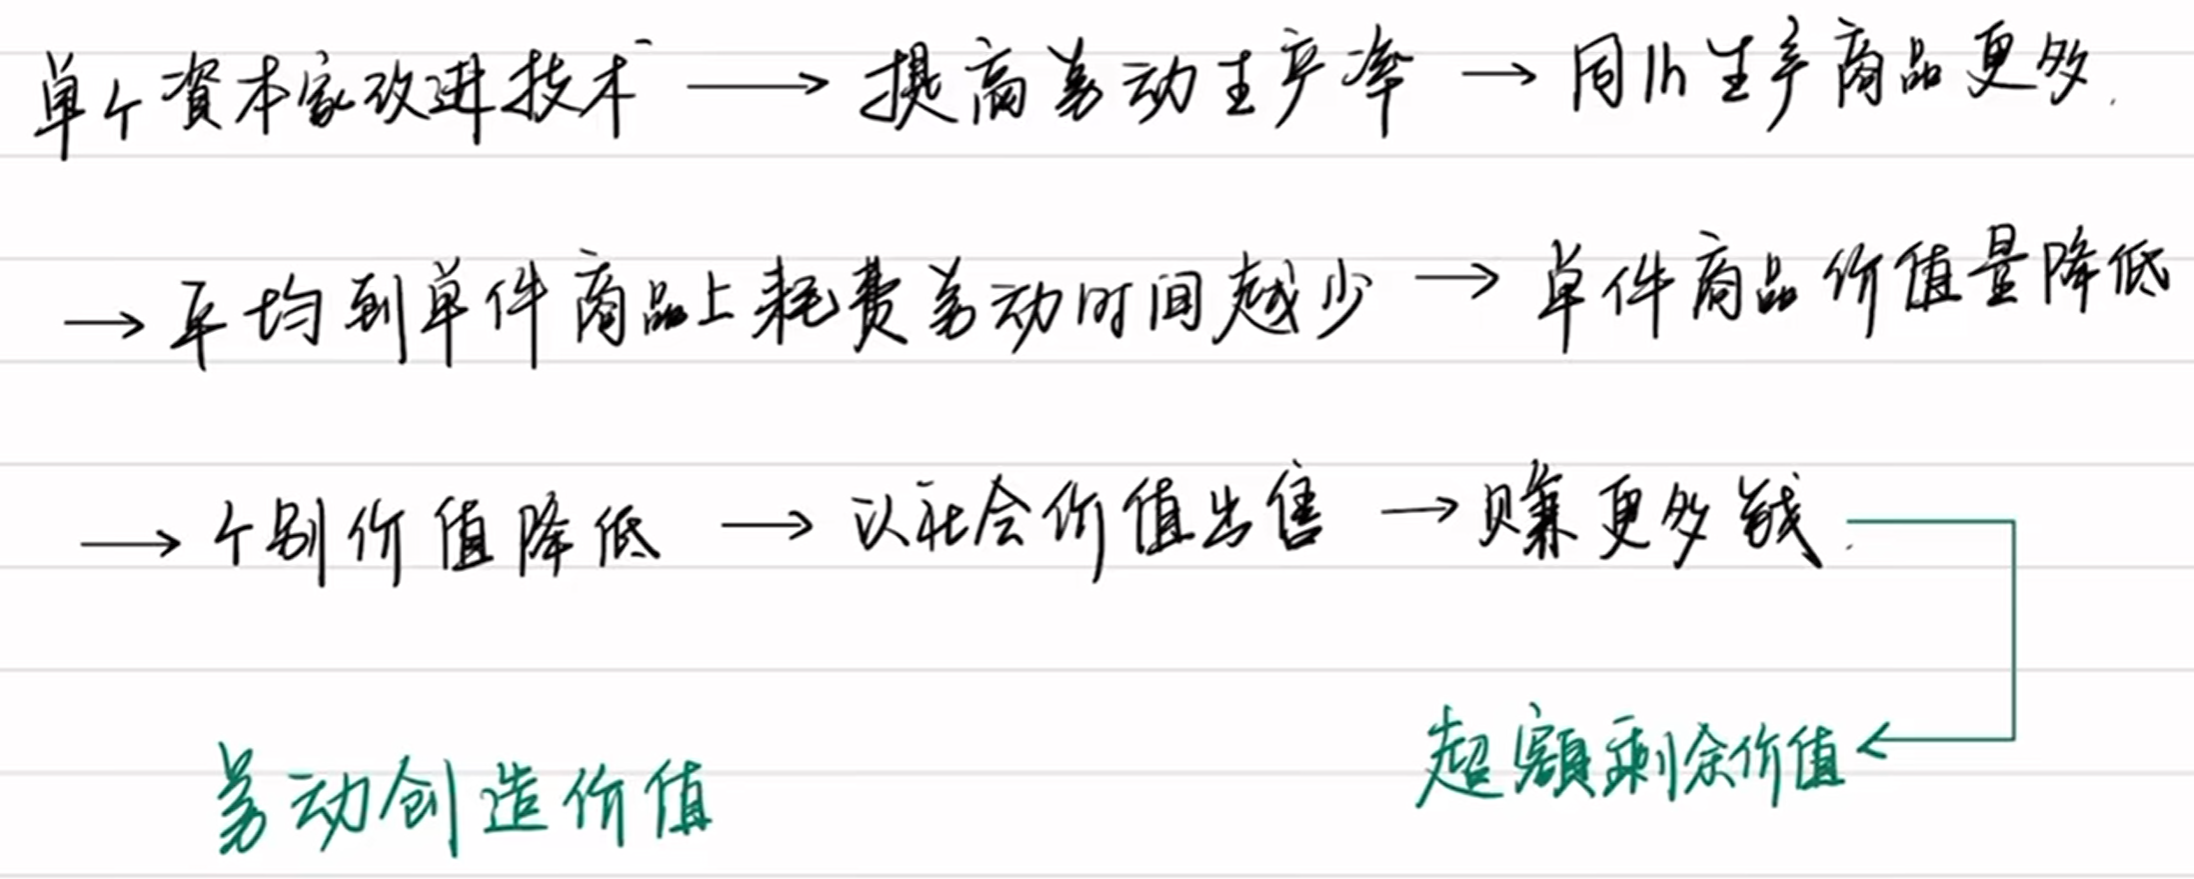 单个資本家改进技术 → 提高劳动生产率 → 同1h生产商品更多.
→ 平均到单件商品上耗费劳动时间越少 → 单件商品价值量降低
→ 个别价值降低 → 以社会价值出售 → 赚更多钱.
超额剩余价值 ←
劳动创造价值